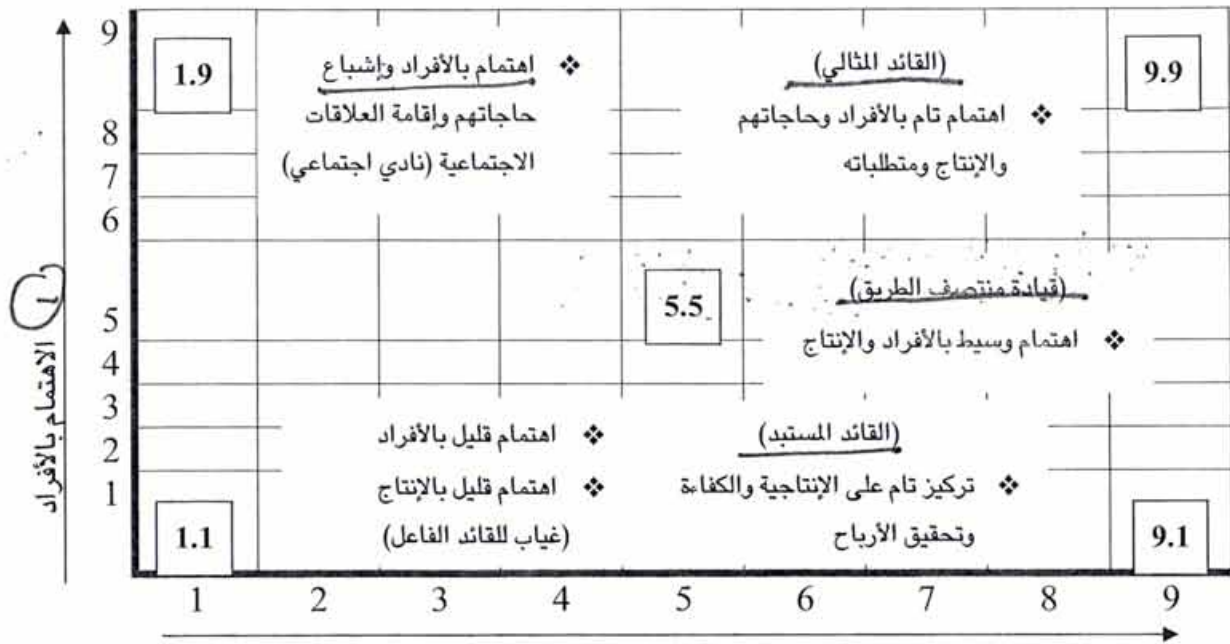 9
1.9
❖ اهتمام بالأفراد وإشباع
حاجاتهم وإقامة العلاقات
الاجتماعية (نادي اجتماعي)
(القائد المثالي)
❖ اهتمام تام بالأفراد وحاجاتهم
والإنتاج ومتطلباته
9.9
8
7
6
5
5.5
(قيادة منتصف الطريق)
❖ اهتمام وسيط بالأفراد والإنتاج
4
3
2
1
❖ اهتمام قليل بالأفراد
❖ اهتمام قليل بالإنتاج
(غياب للقائد الفاعل)
(القائد المستبد)
❖ تركيز تام على الإنتاجية والكفاءة
وتحقيق الأرباح
1.1
9.1
الاهتمام بالأفراد
1 2 3 4 5 6 7 8 9